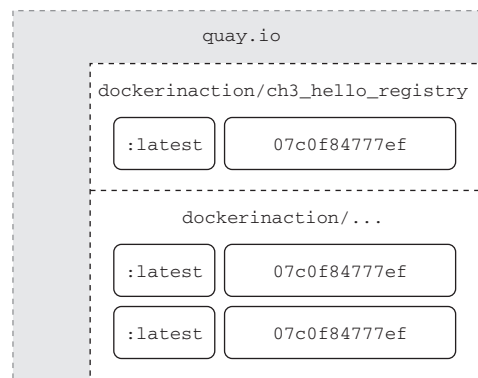 quay.io
dockerinaction/ch3_hello_registry
:latest 07c0f84777ef
dockerinaction/...
:latest 07c0f84777ef
:latest 07c0f84777ef